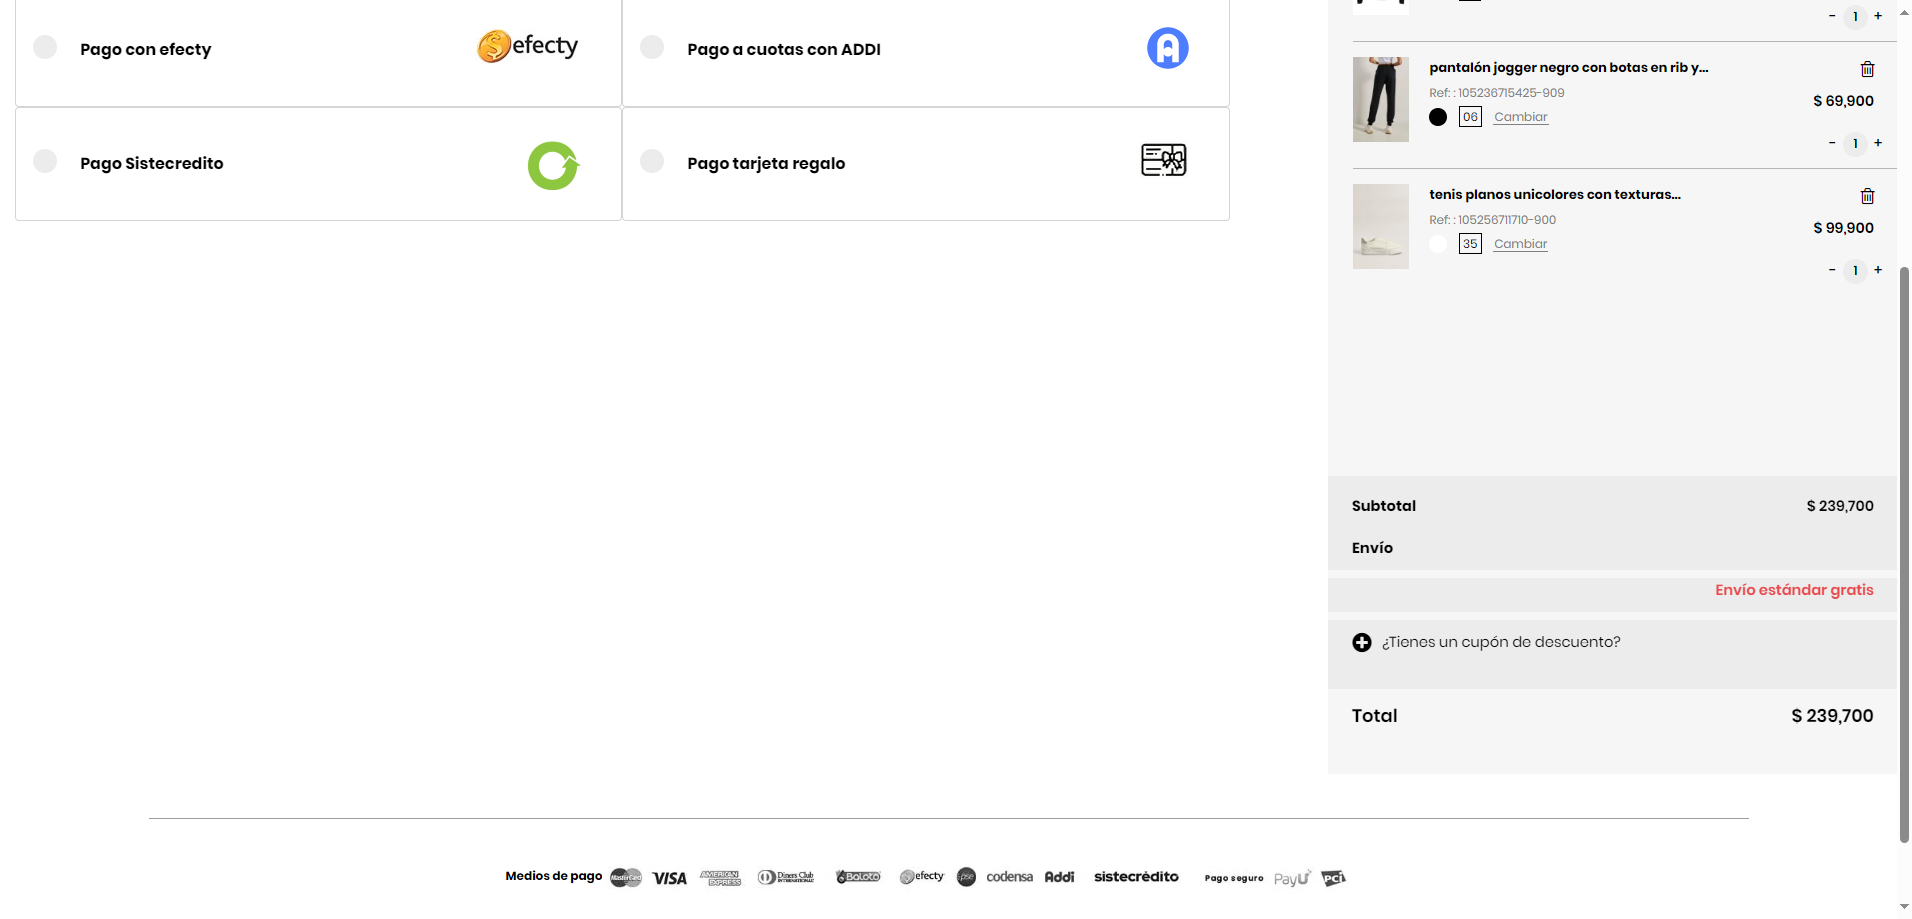 Pago con efecty
efecty
Pago a cuotas con ADDI
Pago Sistecredito
Pago tarjeta regalo
- 1 +
pantalón jogger negro con botas en rib y...
Ref: : 105236715425-909
$ 69,900
06 Cambiar
- 1 +
tenis planos unicolores con texturas...
Ref: : 105256711710-900
$ 99,900
35 Cambiar
- 1 +
Subtotal $ 239,700
Envío
Envío estándar gratis
¿Tienes un cupón de descuento?
Total $ 239,700
Medios de pago MasterCard VISA AMERICAN EXPRESS Diners Club INTERNATIONAL Baloto efecty pse codensa Addi sistecrédito Pago seguro PayU PCI